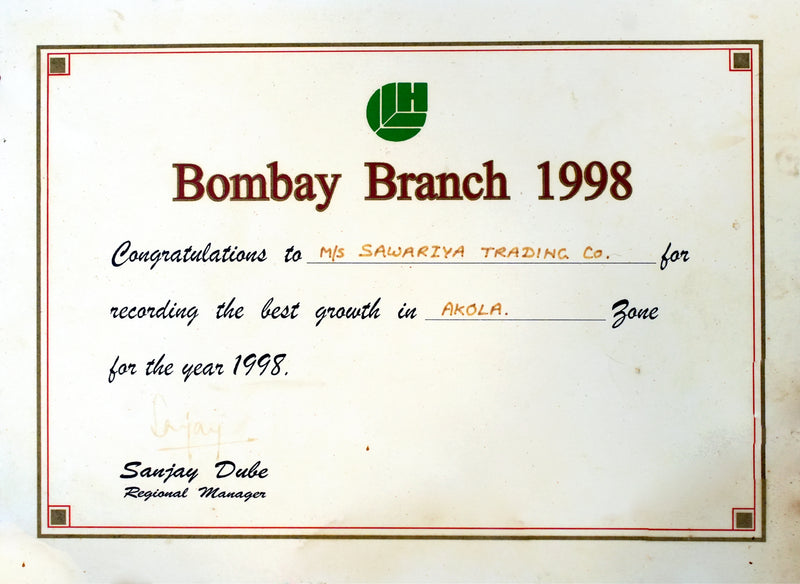 H
Bombay Branch 1998
Congratulations to M/s SAWARIYA TRADING Co. for
recording the best growth in AKOLA. Zone
for the year 1998.
Sanjay
Sanjay Dube
Regional Manager